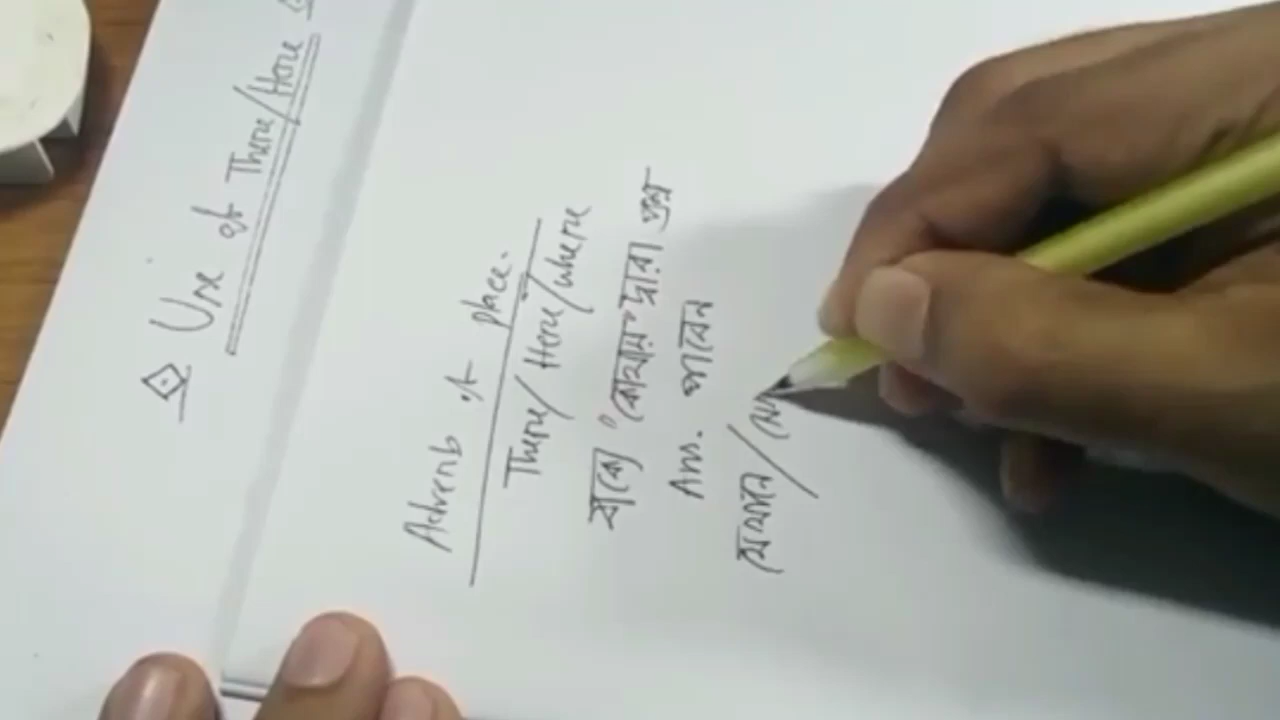 Use of There/Here
Adverb of place.
There/Here/where
বাক্যে "কোথায়" দ্বারা প্রশ্ন
Ans. পাবেন
যেখানে/